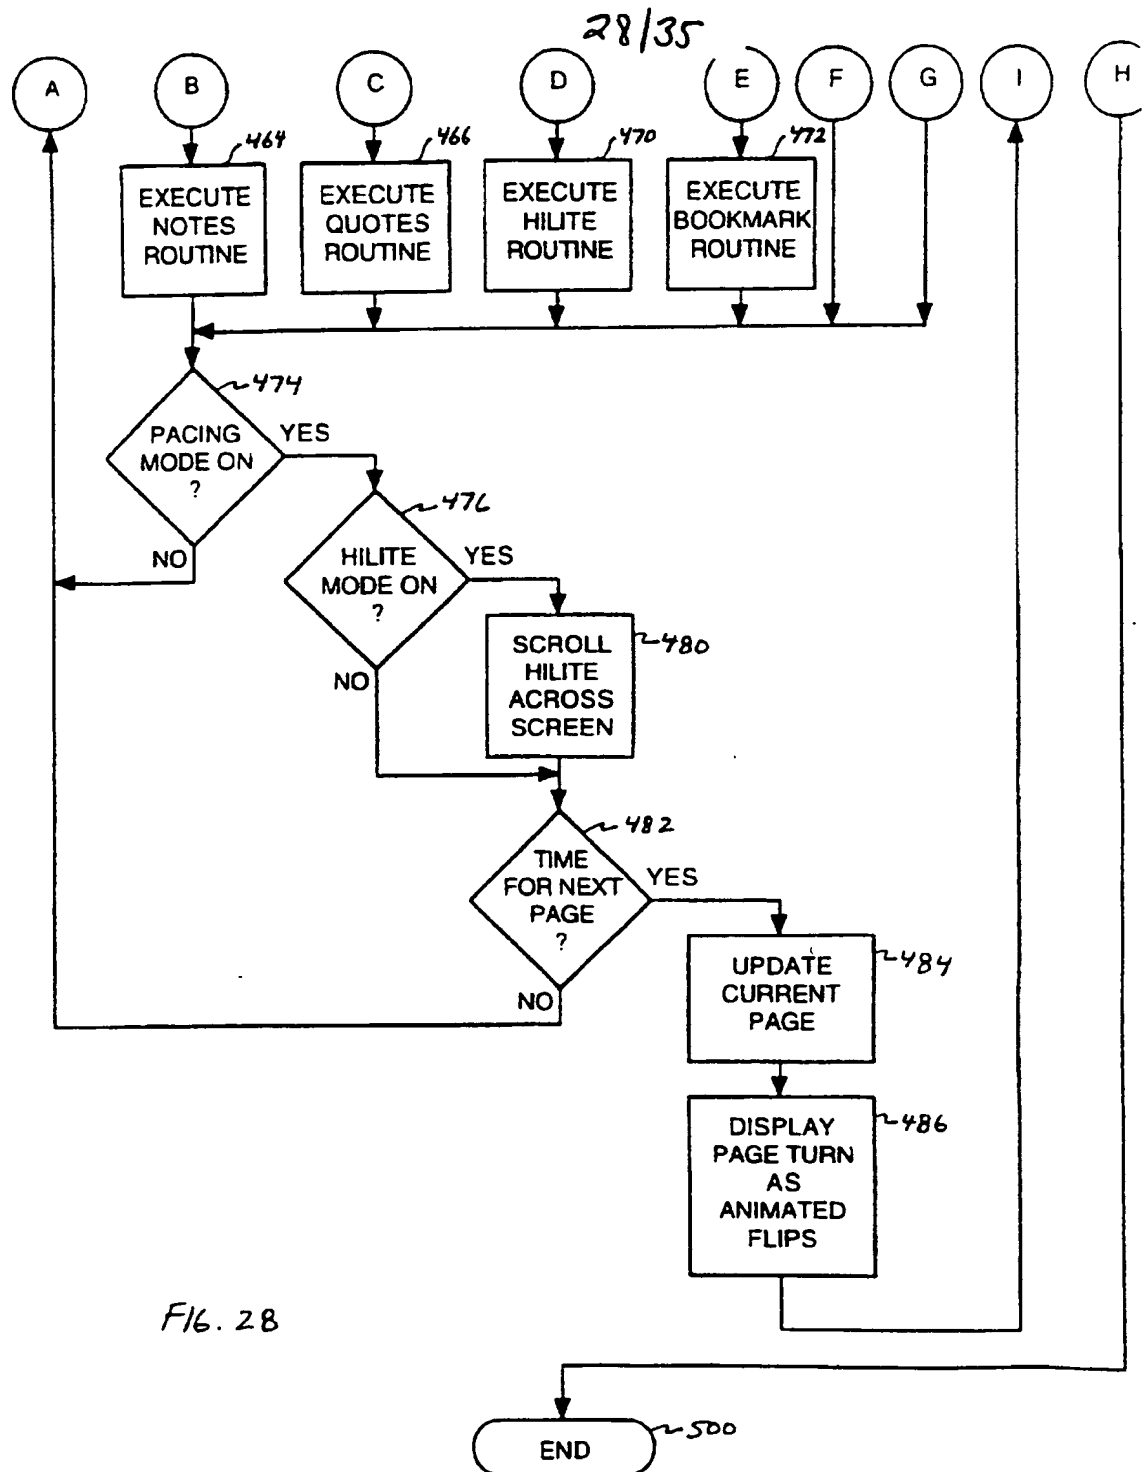 28/35
A
B
C
D
E
F
G
I
H
464
466
470
472
EXECUTE
NOTES
ROUTINE
EXECUTE
QUOTES
ROUTINE
EXECUTE
HILITE
ROUTINE
EXECUTE
BOOKMARK
ROUTINE
474
PACING
MODE ON
?
YES
NO
476
HILITE
MODE ON
?
YES
NO
480
SCROLL
HILITE
ACROSS
SCREEN
482
TIME
FOR NEXT
PAGE
?
YES
NO
484
UPDATE
CURRENT
PAGE
486
DISPLAY
PAGE TURN
AS
ANIMATED
FLIPS
FIG. 28
500
END